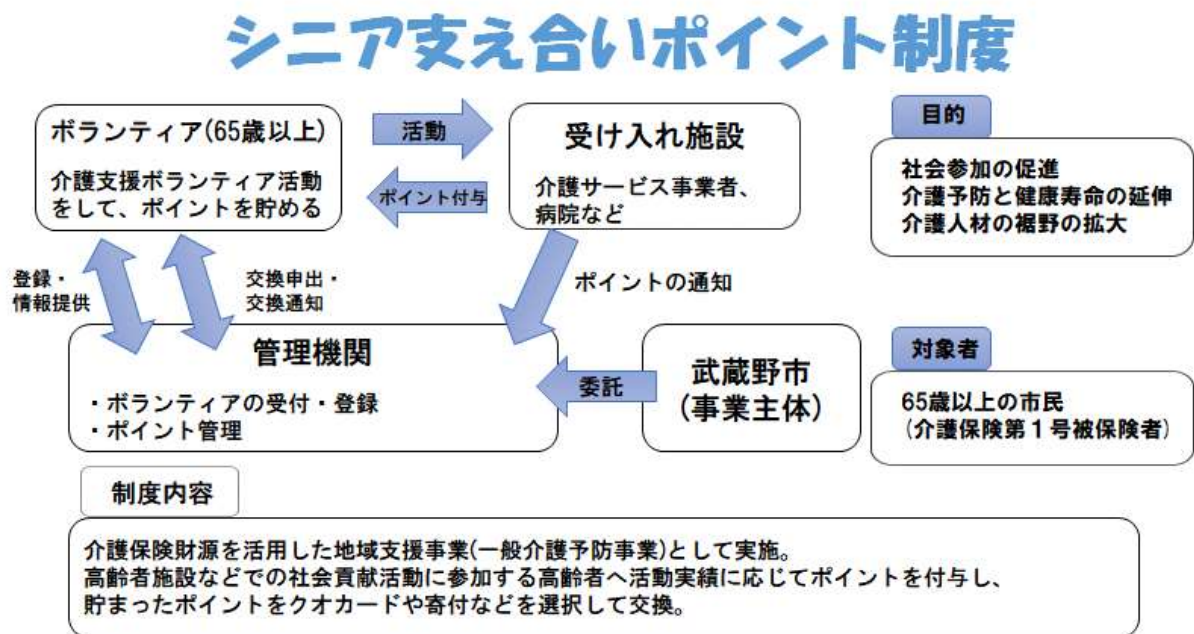 シニア支え合いポイント制度
ボランティア(65歳以上)
介護支援ボランティア活動
をして、ポイントを貯める
活動
ポイント付与
受け入れ施設
介護サービス事業者、
病院など
目的
社会参加の促進
介護予防と健康寿命の延伸
介護人材の裾野の拡大
登録・
情報提供
交換申出・
交換通知
ポイントの通知
管理機関
・ボランティアの受付・登録
・ポイント管理
委託
武蔵野市
(事業主体)
対象者
65歳以上の市民
(介護保険第1号被保険者)
制度内容
介護保険財源を活用した地域支援事業(一般介護予防事業)として実施。
高齢者施設などでの社会貢献活動に参加する高齢者へ活動実績に応じてポイントを付与し、
貯まったポイントをクオカードや寄付などを選択して交換。